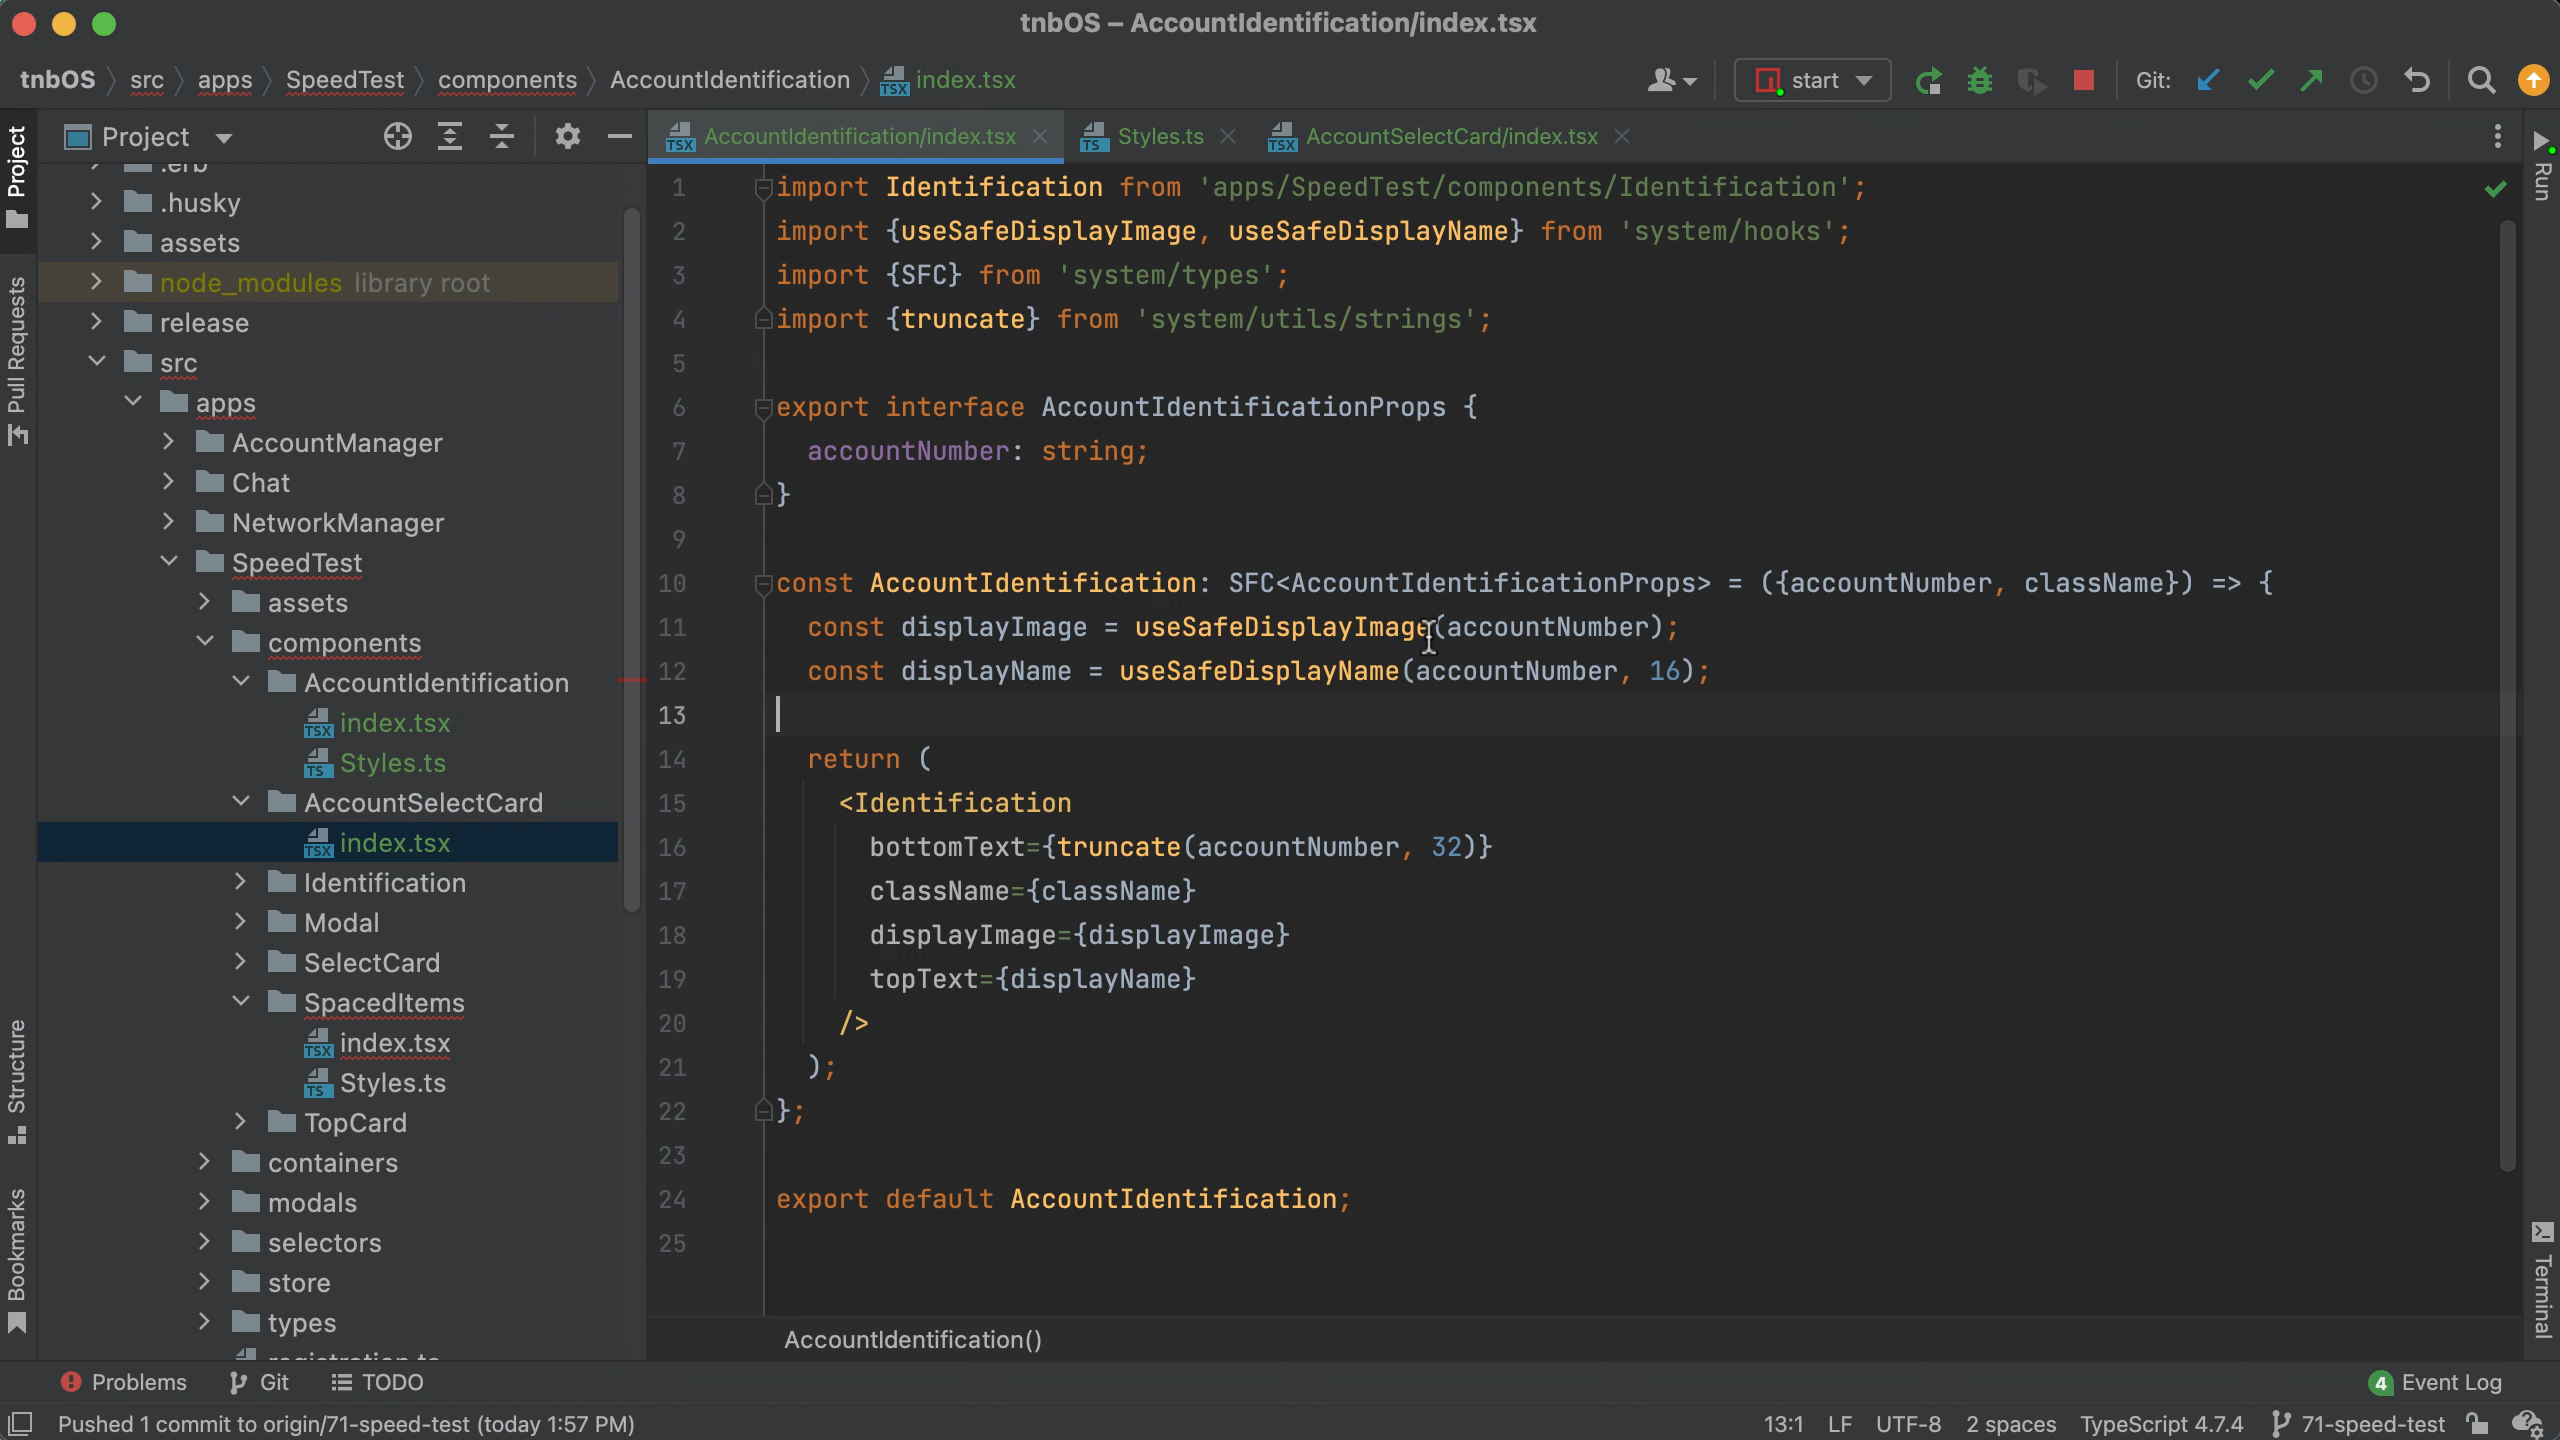 tnbOS – AccountIdentification/index.tsx
tnbOS src apps SpeedTest components AccountIdentification index.tsx
start Git:
Project
AccountIdentification/index.tsx Styles.ts AccountSelectCard/index.tsx
Project
Pull Requests
Structure
Bookmarks
.erb
.husky
assets
node_modules library root
release
src
apps
AccountManager
Chat
NetworkManager
SpeedTest
assets
components
AccountIdentification
index.tsx
Styles.ts
AccountSelectCard
index.tsx
Identification
Modal
SelectCard
SpacedItems
index.tsx
Styles.ts
TopCard
containers
modals
selectors
store
types
registration.ts
1 import Identification from 'apps/SpeedTest/components/Identification';
2 import {useSafeDisplayImage, useSafeDisplayName} from 'system/hooks';
3 import {SFC} from 'system/types';
4 import {truncate} from 'system/utils/strings';
5
6 export interface AccountIdentificationProps {
7 accountNumber: string;
8 }
9
10 const AccountIdentification: SFC<AccountIdentificationProps> = ({accountNumber, className}) => {
11 const displayImage = useSafeDisplayImage(accountNumber);
12 const displayName = useSafeDisplayName(accountNumber, 16);
13
14 return (
15 <Identification
16 bottomText={truncate(accountNumber, 32)}
17 className={className}
18 displayImage={displayImage}
19 topText={displayName}
20 />
21 );
22 };
23
24 export default AccountIdentification;
25
AccountIdentification()
Run
Terminal
Problems Git TODO 4 Event Log
Pushed 1 commit to origin/71-speed-test (today 1:57 PM) 13:1 LF UTF-8 2 spaces TypeScript 4.7.4 71-speed-test